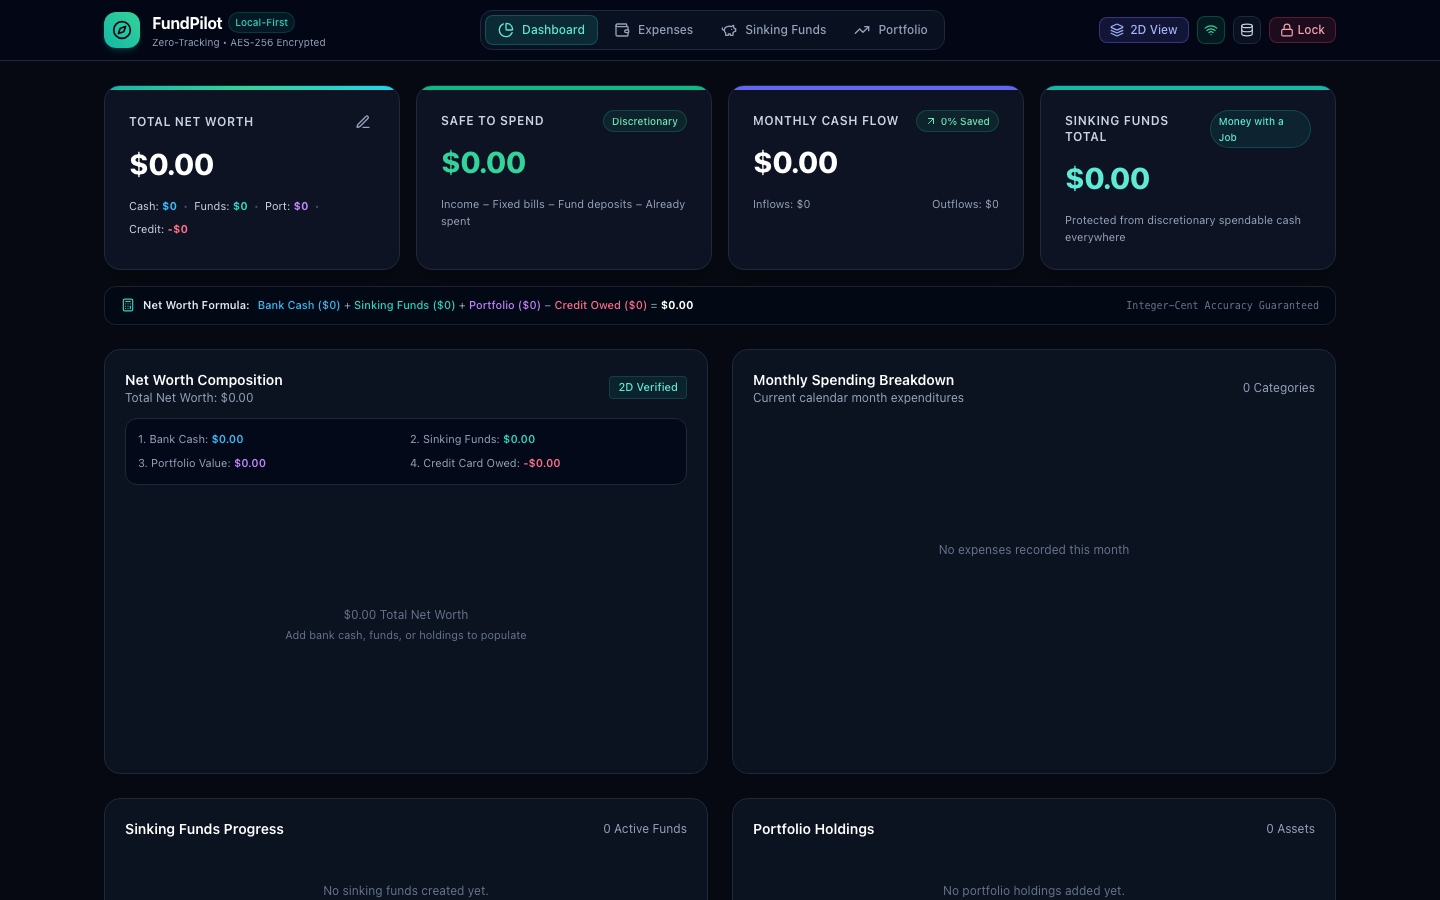 FundPilot
Local-First
Zero-Tracking • AES-256 Encrypted
Dashboard
Expenses
Sinking Funds
Portfolio
2D View
Lock
TOTAL NET WORTH
$0.00
Cash: $0 • Funds: $0 • Port: $0 •
Credit: -$0
SAFE TO SPEND
Discretionary
$0.00
Income – Fixed bills – Fund deposits – Already
spent
MONTHLY CASH FLOW
0% Saved
$0.00
Inflows: $0
Outflows: $0
SINKING FUNDS
TOTAL
Money with a
Job
$0.00
Protected from discretionary spendable cash
everywhere
Net Worth Formula: Bank Cash ($0) + Sinking Funds ($0) + Portfolio ($0) – Credit Owed ($0) = $0.00
Integer-Cent Accuracy Guaranteed
Net Worth Composition
Total Net Worth: $0.00
2D Verified
1. Bank Cash: $0.00
2. Sinking Funds: $0.00
3. Portfolio Value: $0.00
4. Credit Card Owed: -$0.00
$0.00 Total Net Worth
Add bank cash, funds, or holdings to populate
Monthly Spending Breakdown
Current calendar month expenditures
0 Categories
No expenses recorded this month
Sinking Funds Progress
0 Active Funds
No sinking funds created yet.
Portfolio Holdings
0 Assets
No portfolio holdings added yet.